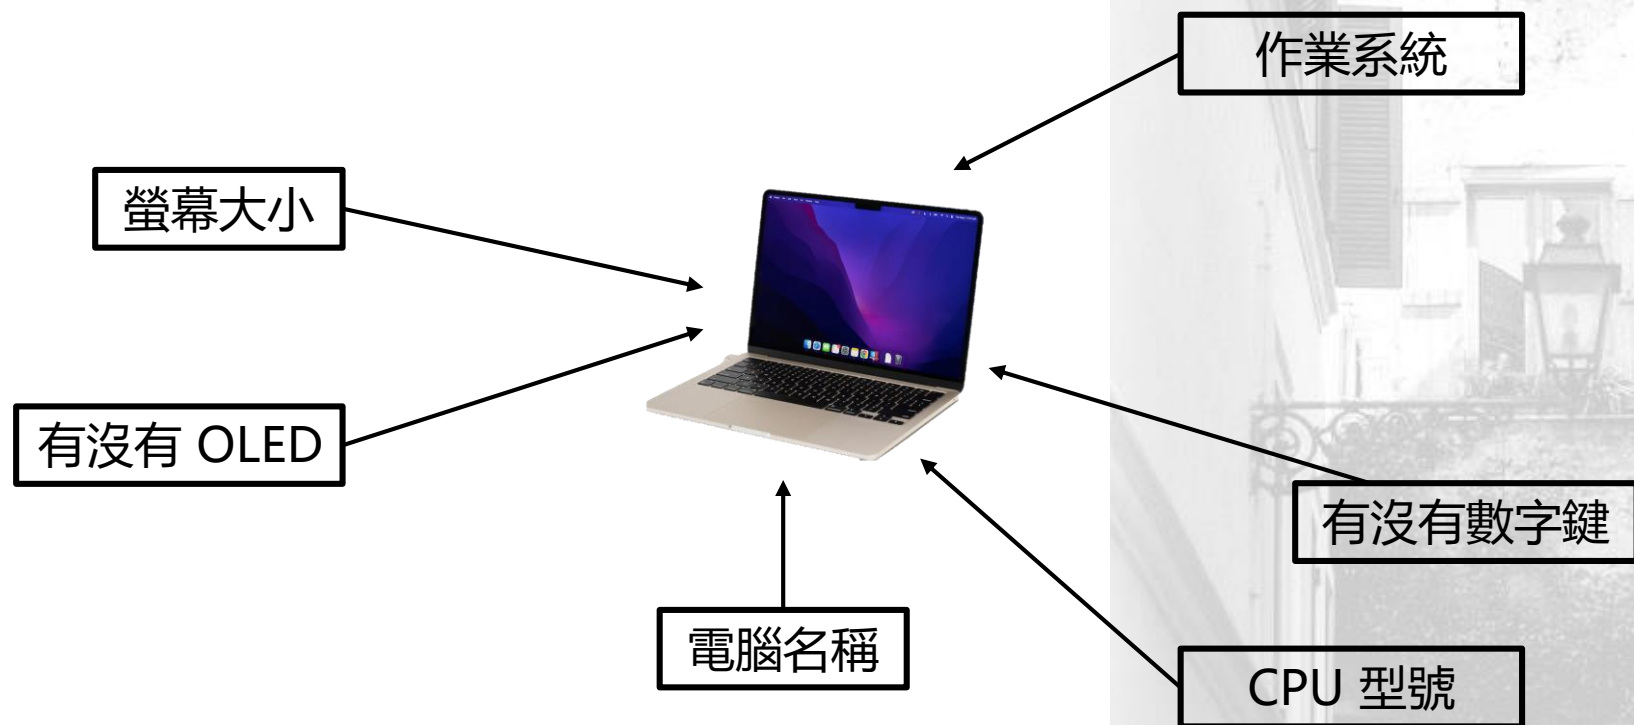 作業系統
螢幕大小
有沒有 OLED
有沒有數字鍵
電腦名稱
CPU 型號